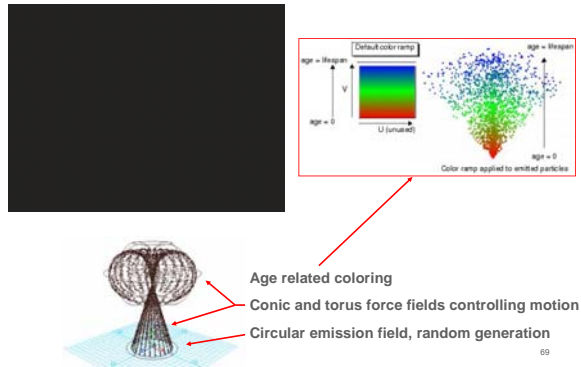 Default color ramp
age = lifespan
V
age = 0
U (unused)
age = lifespan
age = 0
Color ramp applied to emitted particles
Age related coloring
Conic and torus force fields controlling motion
Circular emission field, random generation
69